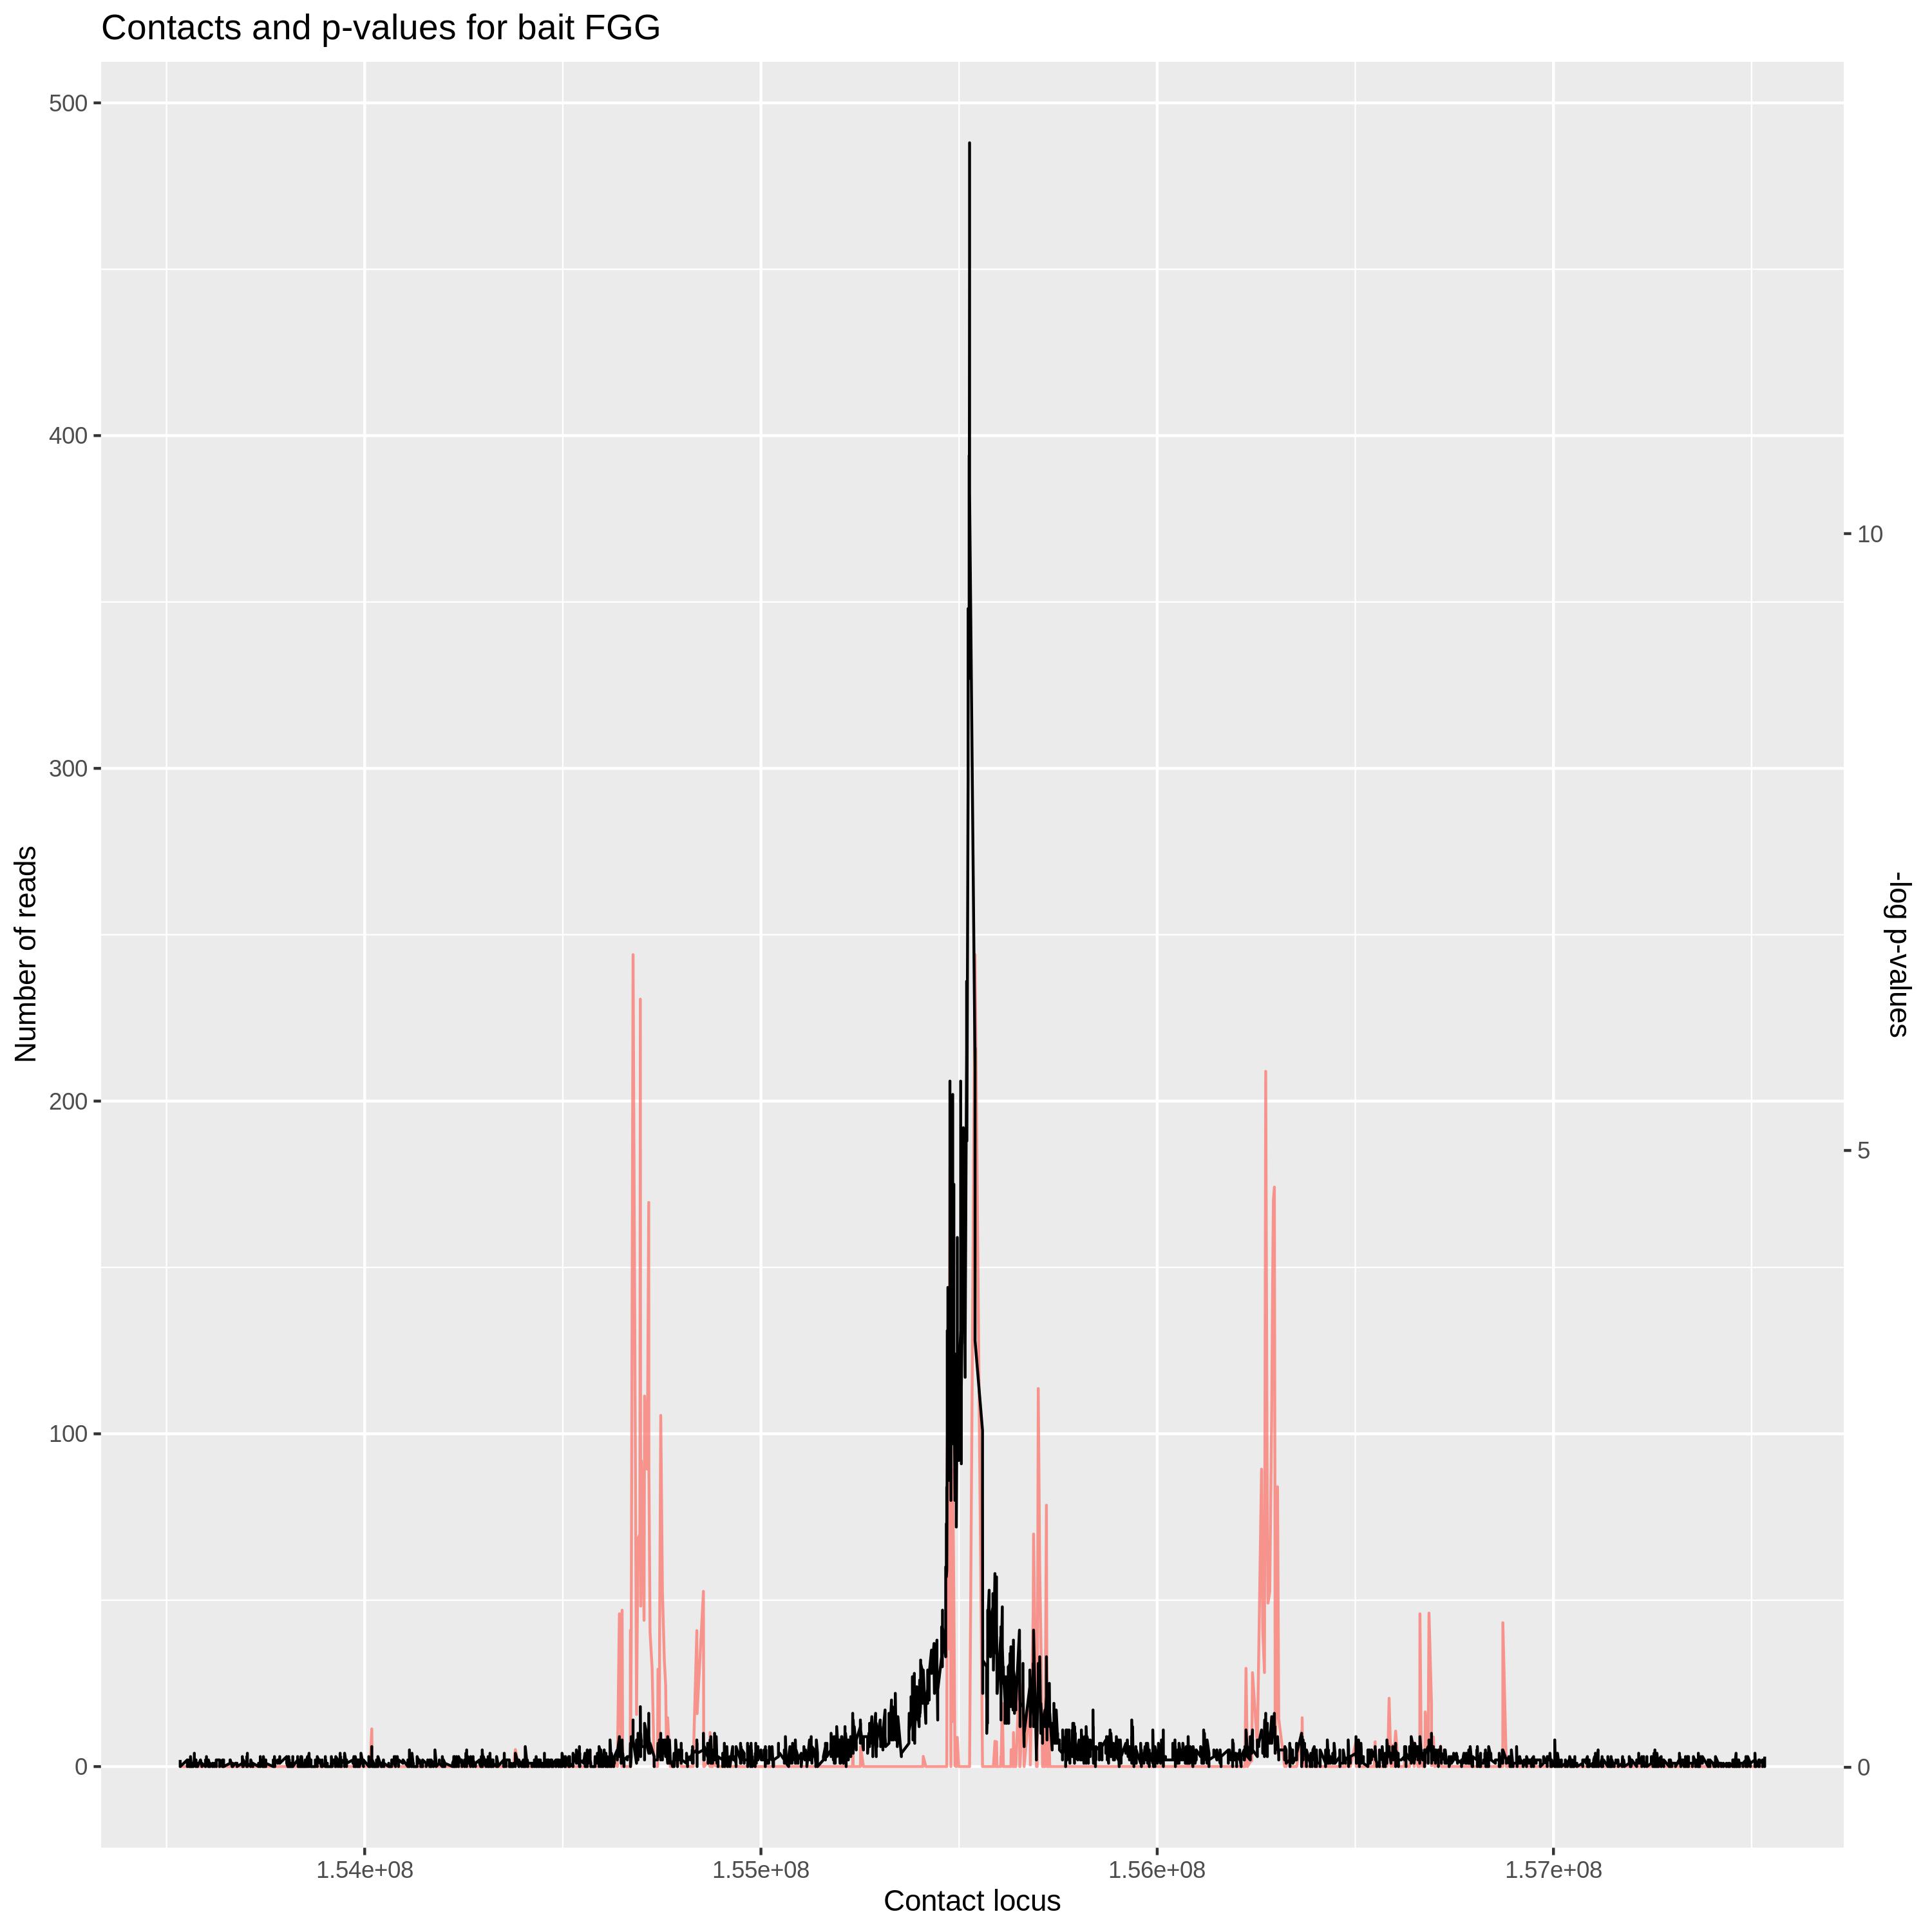 Contacts and p-values for bait FGG
500
400
300
200
100
0
Number of reads
10
5
0
-log p-values
1.54e+08
1.55e+08
1.56e+08
1.57e+08
Contact locus